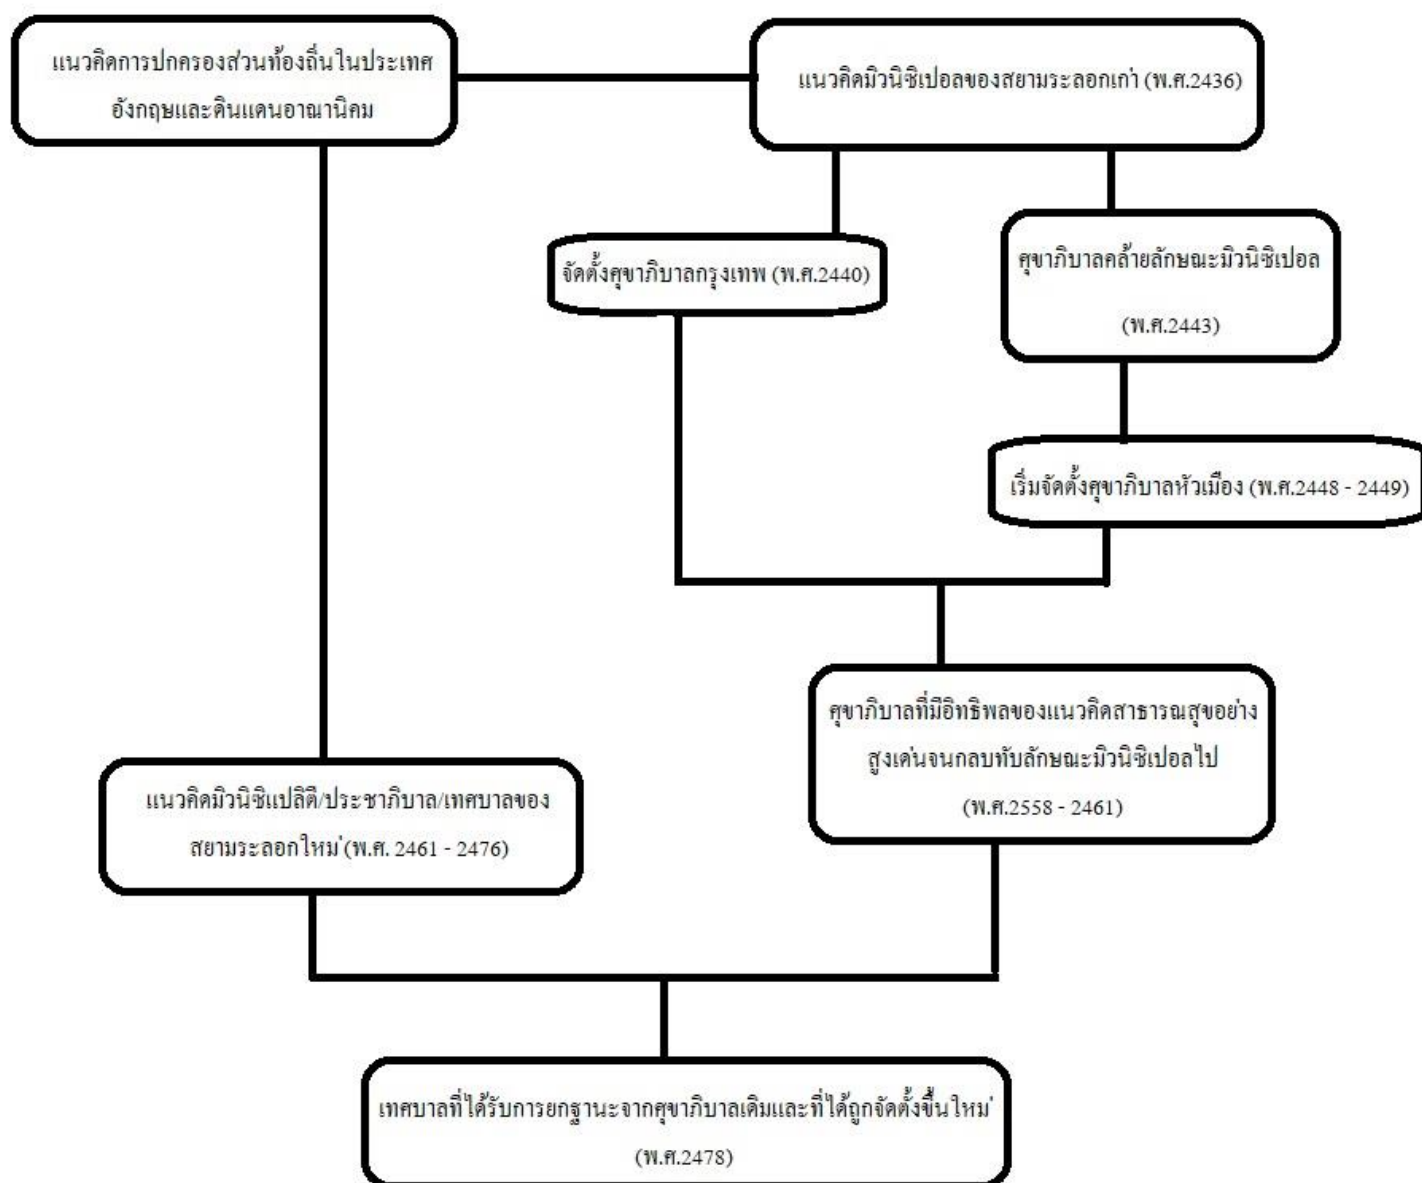 แนวคิดการปกครองส่วนท้องถิ่นในประเทศ
อังกฤษและดินแดนอาณานิคม
แนวคิดมิวนิซิเปอลของสยามระลอกเก่า (พ.ศ.2436)
จัดตั้งศุขาภิบาลกรุงเทพ (พ.ศ.2440)
ศุขาภิบาลคล้ายลักษณะมิวนิซิเปอล
(พ.ศ.2443)
เริ่มจัดตั้งศุขาภิบาลหัวเมือง (พ.ศ.2448 - 2449)
ศุขาภิบาลที่มีอิทธิพลของแนวคิดสาธารณสุขอย่าง
สูงเด่นจนกลบทับลักษณะมิวนิซิเปอลไป
(พ.ศ.2558 - 2461)
แนวคิดมิวนิซิแปลิตี/ประชาภิบาล/เทศบาลของ
สยามระลอกใหม่ (พ.ศ. 2461 - 2476)
เทศบาลที่ได้รับการยกฐานะจากศุขาภิบาลเดิมและที่ได้ถูกจัดตั้งขึ้นใหม่
(พ.ศ.2478)